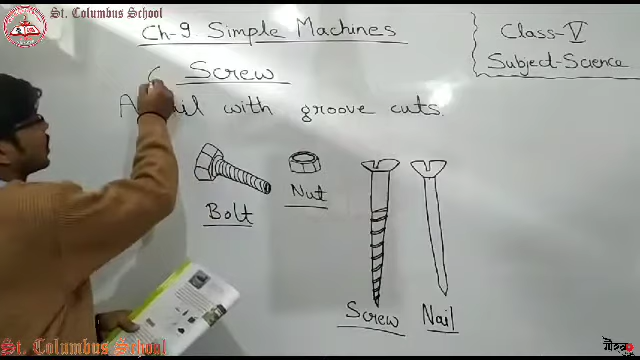 St. Columbus School
Ch-9. Simple Machines
Class-V
Subject-Science
Screw
A nail with groove cuts.
Bolt
Nut
Screw
Nail
St. Columbus School